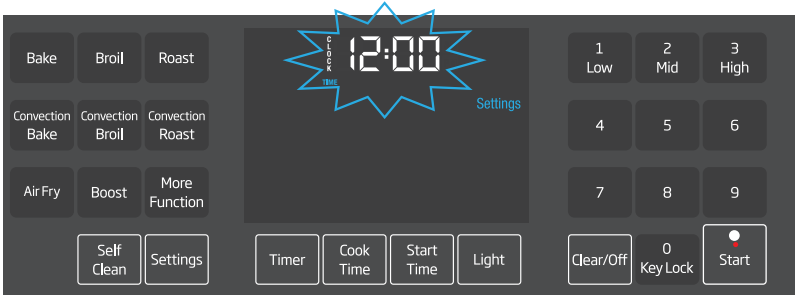 CLOCK
12:00
TIME
Settings
Bake
Broil
Roast
Convection
Bake
Convection
Broil
Convection
Roast
Air Fry
Boost
More
Function
Self
Clean
Settings
Timer
Cook
Time
Start
Time
Light
1
Low
2
Mid
3
High
4
5
6
7
8
9
Clear/Off
0
Key Lock
Start